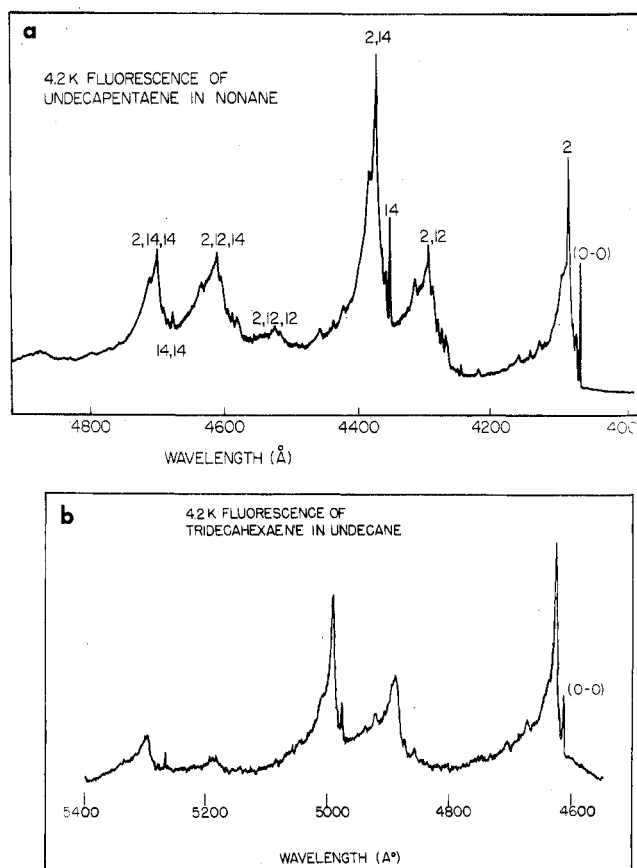 a
4.2 K FLUORESCENCE OF
UNDECAPENTAENE IN NONANE
2,14
2
14
(0-0)
2,14,14
2,12,14
2,12
2,12,12
14,14
4800
4600
4400
4200
400
WAVELENGTH (Å)
b
4.2K FLUORESCENCE OF
TRIDECAHEXAENE IN UNDECANE
(0-0)
5400
5200
5000
4800
4600
WAVELENGTH (A°)